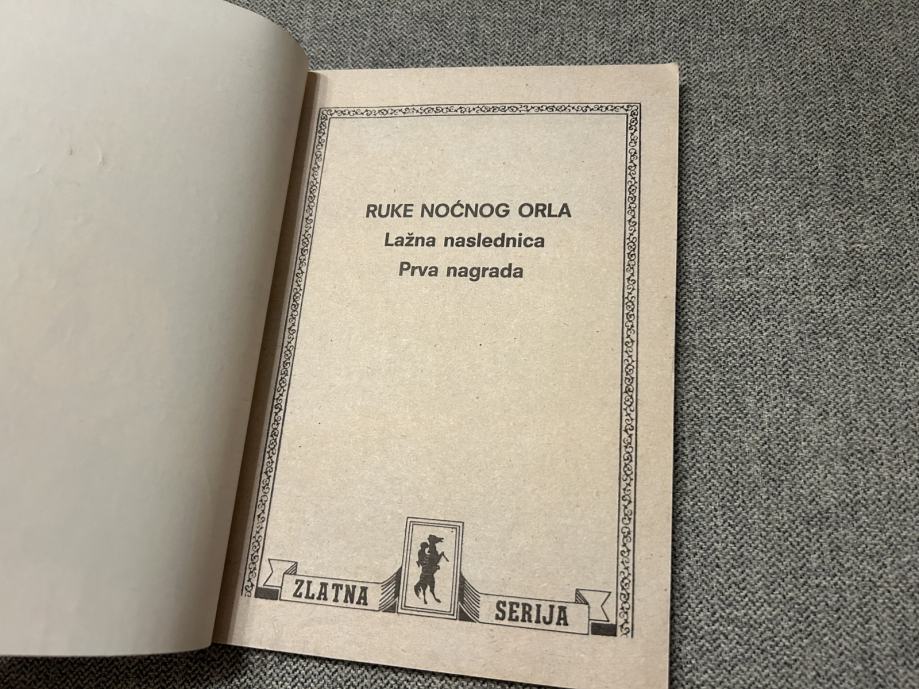 RUKE NOĆNOG ORLA
Lažna naslednica
Prva nagrada
ZLATNA SERIJA